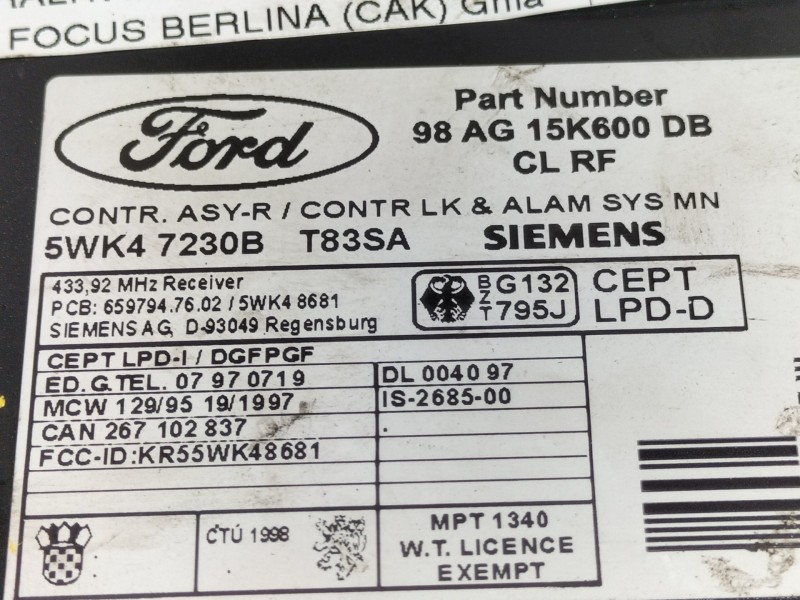 FOCUS BERLINA (CAK) Ghia
Ford
Part Number
98 AG 15K600 DB
CL RF
CONTR. ASY-R / CONTR LK & ALAM SYS MN
5WK4 7230B T83SA SIEMENS
433,92 MHz Receiver
PCB: 659794.76.02 / 5WK4 8681
SIEMENS AG, D-93049 Regensburg
BZT G132 795J
CEPT
LPD-D
CEPT LPD-I / DGFPGF
ED. G. TEL. 07 97 0719
DL 0040 97
MCW 129/95 19/1997
IS-2685-00
CAN 267 102 837
.
FCC-ID:KR55WK48681
ČTÚ 1998
MPT 1340
W.T. LICENCE
EXEMPT